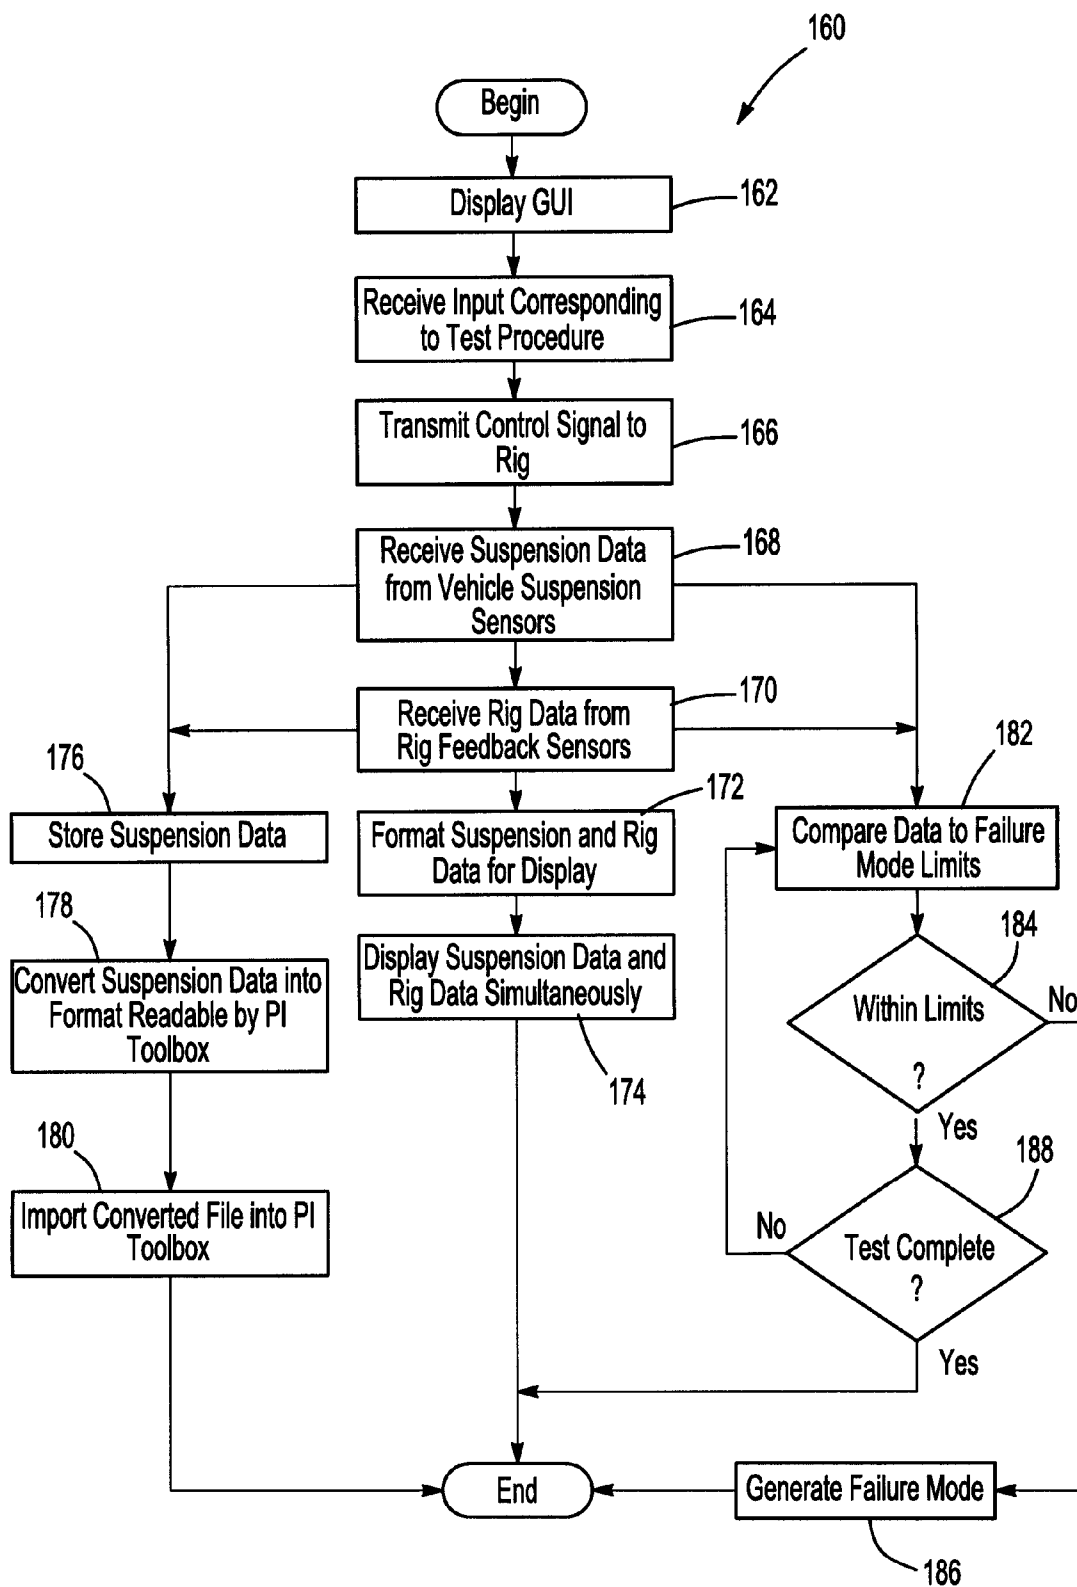 160
Begin
Display GUI
162
Receive Input Corresponding
to Test Procedure
164
Transmit Control Signal to
Rig
166
Receive Suspension Data
from Vehicle Suspension
Sensors
168
Receive Rig Data from
Rig Feedback Sensors
170
176
Store Suspension Data
172
Format Suspension and Rig
Data for Display
182
Compare Data to Failure
Mode Limits
178
Convert Suspension Data into
Format Readable by PI
Toolbox
Display Suspension Data and
Rig Data Simultaneously
174
184
Within Limits
?
No
Yes
180
Import Converted File into PI
Toolbox
188
No
Test Complete
?
Yes
End
Generate Failure Mode
186